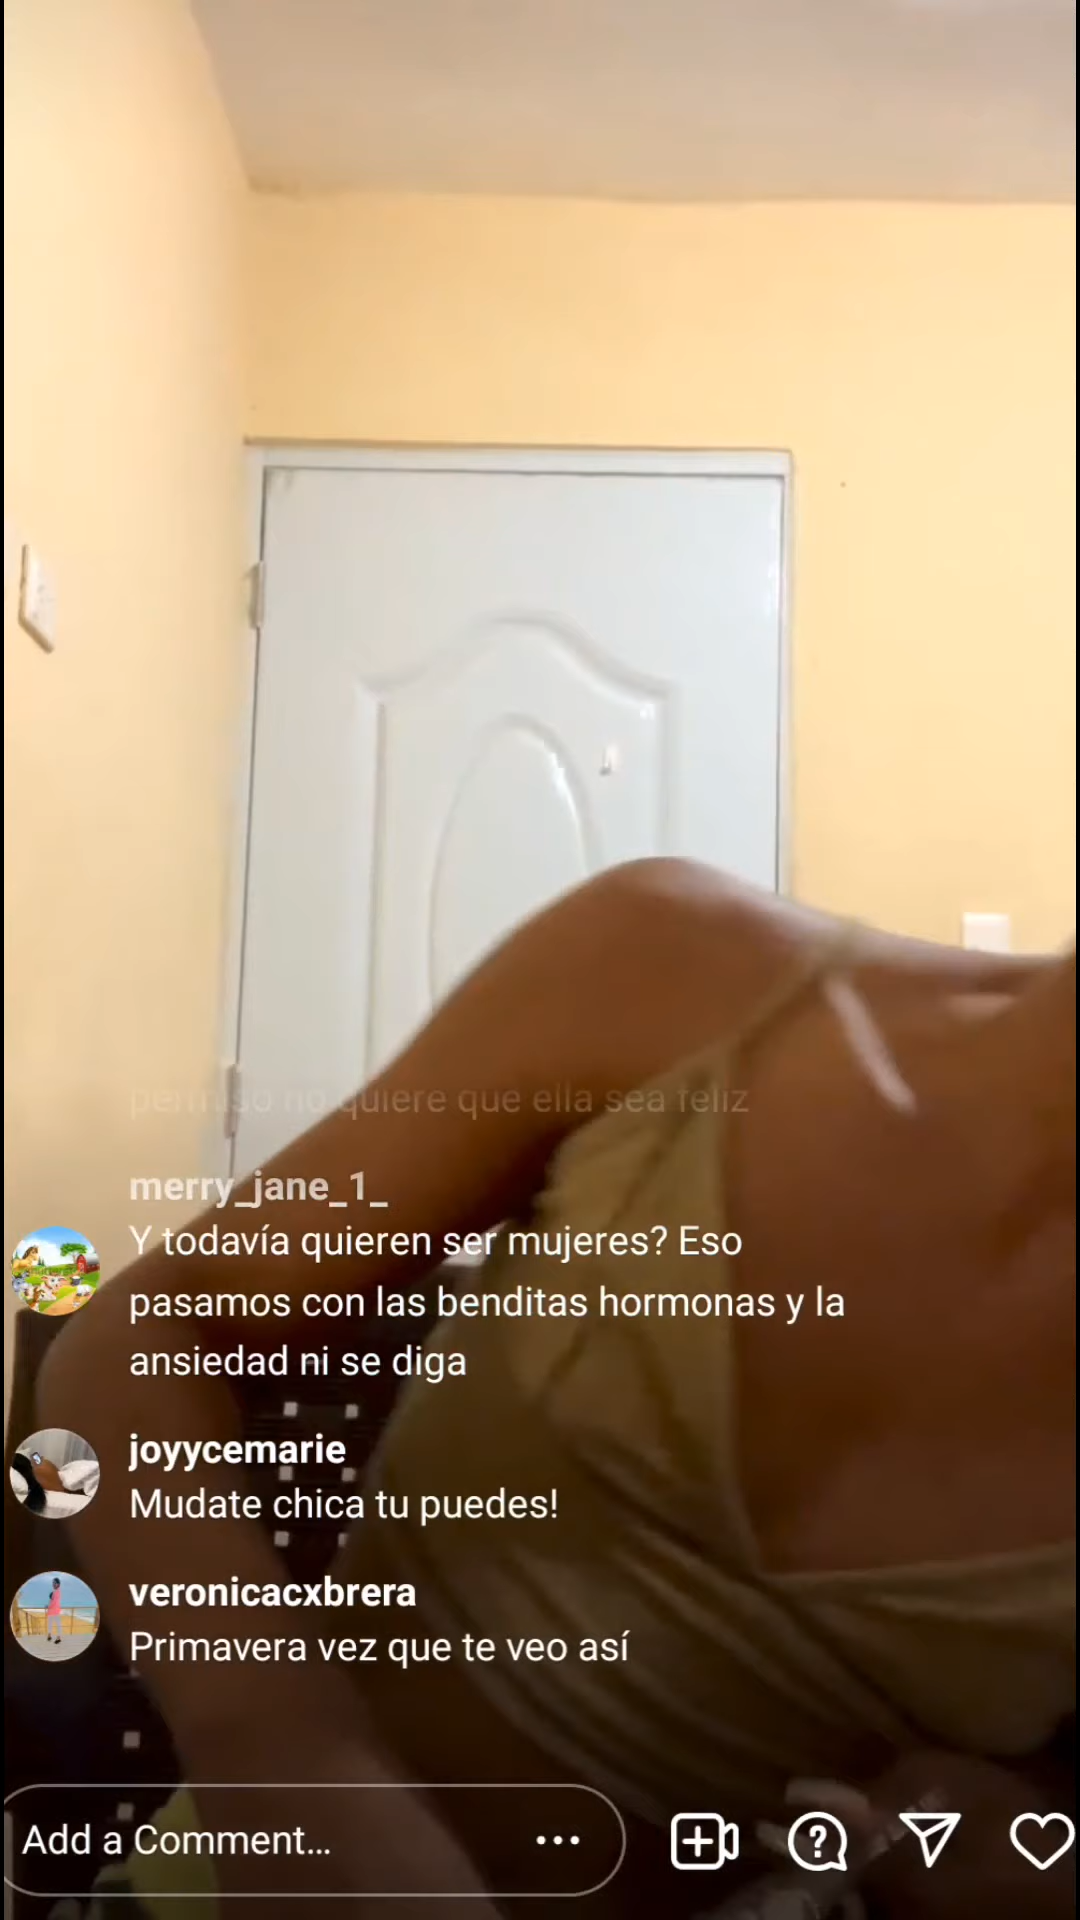 permiso no quiere que ella sea feliz
merry_jane_1_
Y todavía quieren ser mujeres? Eso
pasamos con las benditas hormonas y la
ansiedad ni se diga
joyycemarie
Mudate chica tu puedes!
veronicacxbrera
Primavera vez que te veo así
Add a Comment...